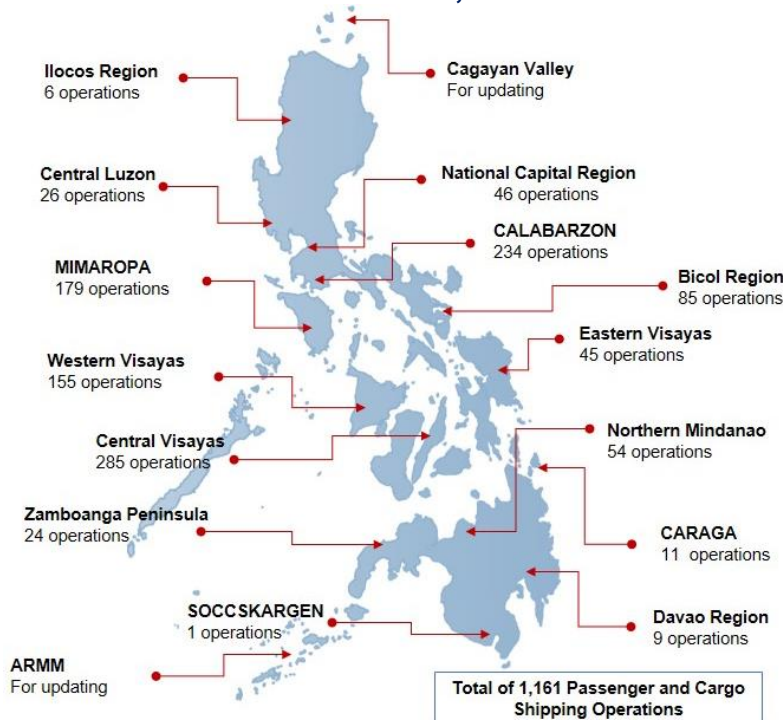 Ilocos Region
6 operations
Cagayan Valley
For updating
Central Luzon
26 operations
National Capital Region
46 operations
CALABARZON
234 operations
MIMAROPA
179 operations
Bicol Region
85 operations
Eastern Visayas
45 operations
Western Visayas
155 operations
Northern Mindanao
54 operations
Central Visayas
285 operations
Zamboanga Peninsula
24 operations
CARAGA
11 operations
SOCCSKARGEN
1 operations
Davao Region
9 operations
ARMM
For updating
Total of 1,161 Passenger and Cargo
Shipping Operations